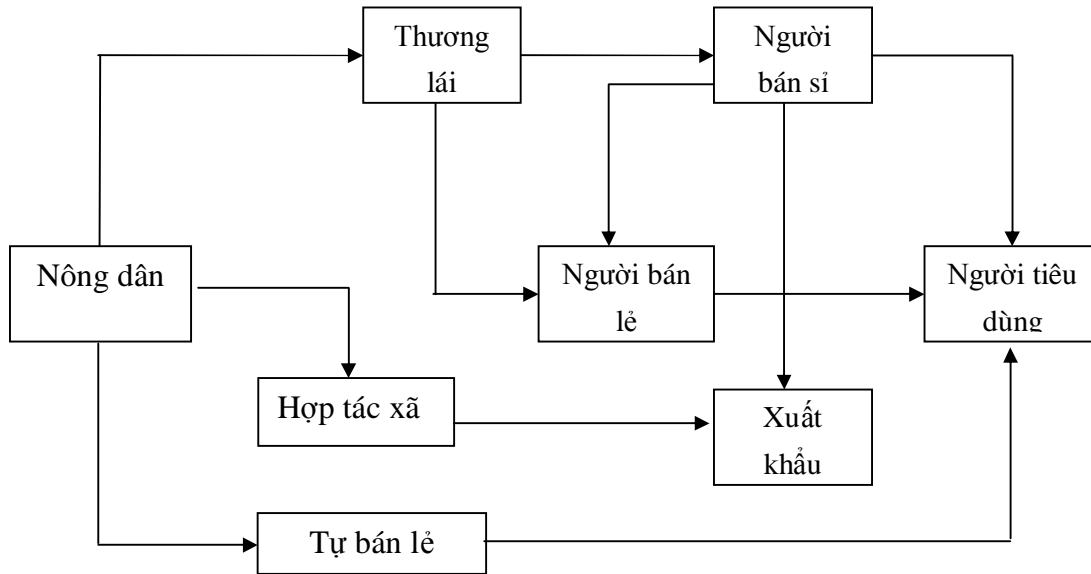 Thương
lái
Người
bán sỉ
Nông dân
Người bán
lẻ
Người tiêu
dùng
Hợp tác xã
Xuất
khẩu
Tự bán lẻ